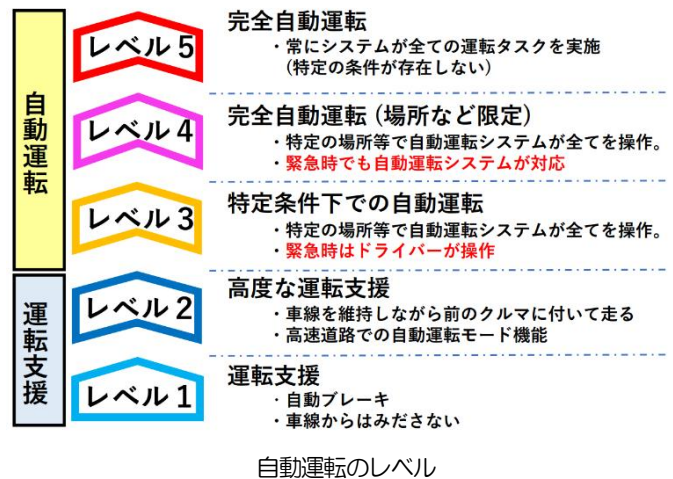 自動運転
レベル5
完全自動運転
・常にシステムが全ての運転タスクを実施
(特定の条件が存在しない)
レベル4
完全自動運転 (場所など限定)
・特定の場所等で自動運転システムが全てを操作。
・緊急時でも自動運転システムが対応
レベル3
特定条件下での自動運転
・特定の場所等で自動運転システムが全てを操作。
・緊急時はドライバーが操作
運転支援
レベル2
高度な運転支援
・車線を維持しながら前のクルマに付いて走る
・高速道路での自動運転モード機能
レベル1
運転支援
・自動ブレーキ
・車線からはみださない
自動運転のレベル